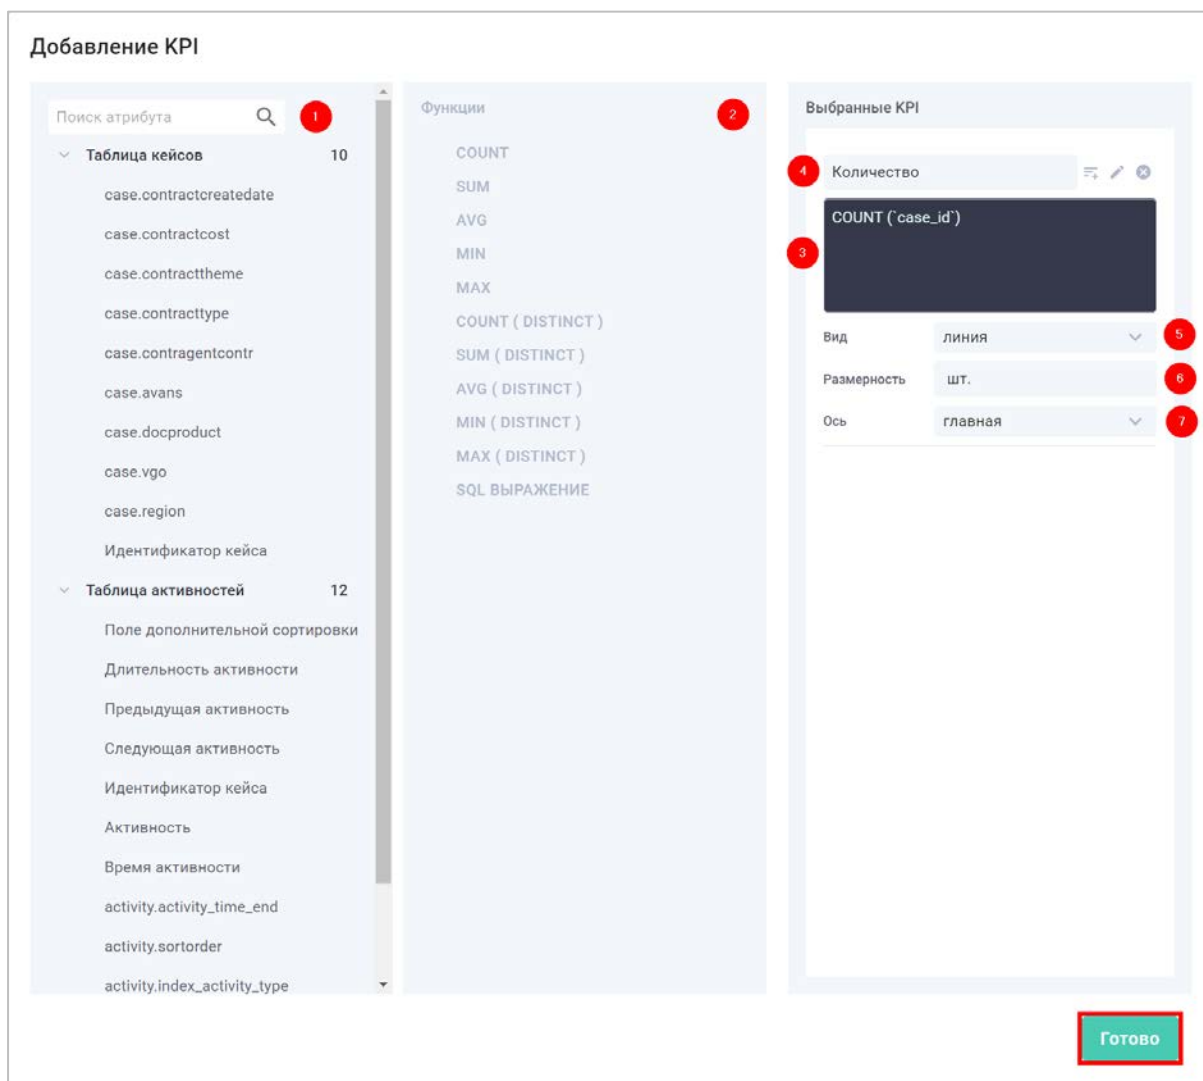 Добавление KPI
Поиск атрибута
1
Таблица кейсов 10
case.contractcreatedate
case.contractcost
case.contracttheme
case.contracttype
case.contragentcontr
case.avans
case.docproduct
case.vgo
case.region
Идентификатор кейса
Таблица активностей 12
Поле дополнительной сортировки
Длительность активности
Предыдущая активность
Следующая активность
Идентификатор кейса
Активность
Время активности
activity.activity_time_end
activity.sortorder
activity.index_activity_type
Функции
2
COUNT
SUM
AVG
MIN
MAX
COUNT ( DISTINCT )
SUM ( DISTINCT )
AVG ( DISTINCT )
MIN ( DISTINCT )
MAX ( DISTINCT )
SQL ВЫРАЖЕНИЕ
Выбранные KPI
4 Количество
COUNT (`case_id`)
3
Вид линия 5
Размерность шт. 6
Ось главная 7
Готово